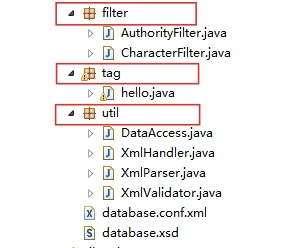 filter
AuthorityFilter.java
CharacterFilter.java
tag
hello.java
util
DataAccess.java
XmlHandler.java
XmlParser.java
XmlValidator.java
database.conf.xml
database.xsd